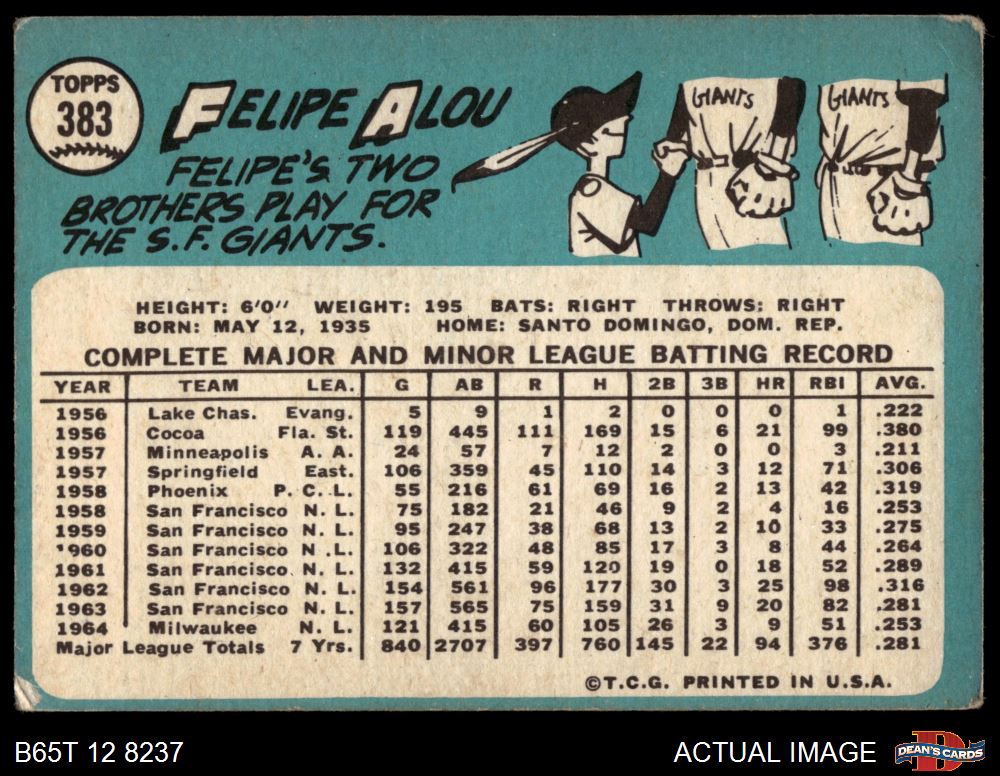 TOPPS
383
FELIPE ALOU
FELIPE'S TWO
BROTHERS PLAY FOR
THE S.F. GIANTS.
GIANTS
GIANTS
HEIGHT: 6'0" WEIGHT: 195 BATS: RIGHT THROWS: RIGHT
BORN: MAY 12, 1935 HOME: SANTO DOMINGO, DOM. REP.
COMPLETE MAJOR AND MINOR LEAGUE BATTING RECORD
YEAR TEAM LEA. G AB R H 2B 3B HR RBI AVG.
1956 Lake Chas. Evang. 5 9 1 2 0 0 0 1 .222
1956 Cocoa Fla. St. 119 445 111 169 15 6 21 99 .380
1957 Minneapolis A. A. 24 57 7 12 2 0 0 3 .211
1957 Springfield East. 106 359 45 110 14 3 12 71 .306
1958 Phoenix P. C. L. 55 216 61 69 16 2 13 42 .319
1958 San Francisco N. L. 75 182 21 46 9 2 4 16 .253
1959 San Francisco N. L. 95 247 38 68 13 2 10 33 .275
1960 San Francisco N. L. 106 322 48 85 17 3 8 44 .264
1961 San Francisco N. L. 132 415 59 120 19 0 18 52 .289
1962 San Francisco N. L. 154 561 96 177 30 3 25 98 .316
1963 San Francisco N. L. 157 565 75 159 31 9 20 82 .281
1964 Milwaukee N. L. 121 415 60 105 26 3 9 51 .253
Major League Totals 7 Yrs. 840 2707 397 760 145 22 94 376 .281
©T.C.G. PRINTED IN U.S.A.
B65T 12 8237
ACTUAL IMAGE
DEAN'S CARDS